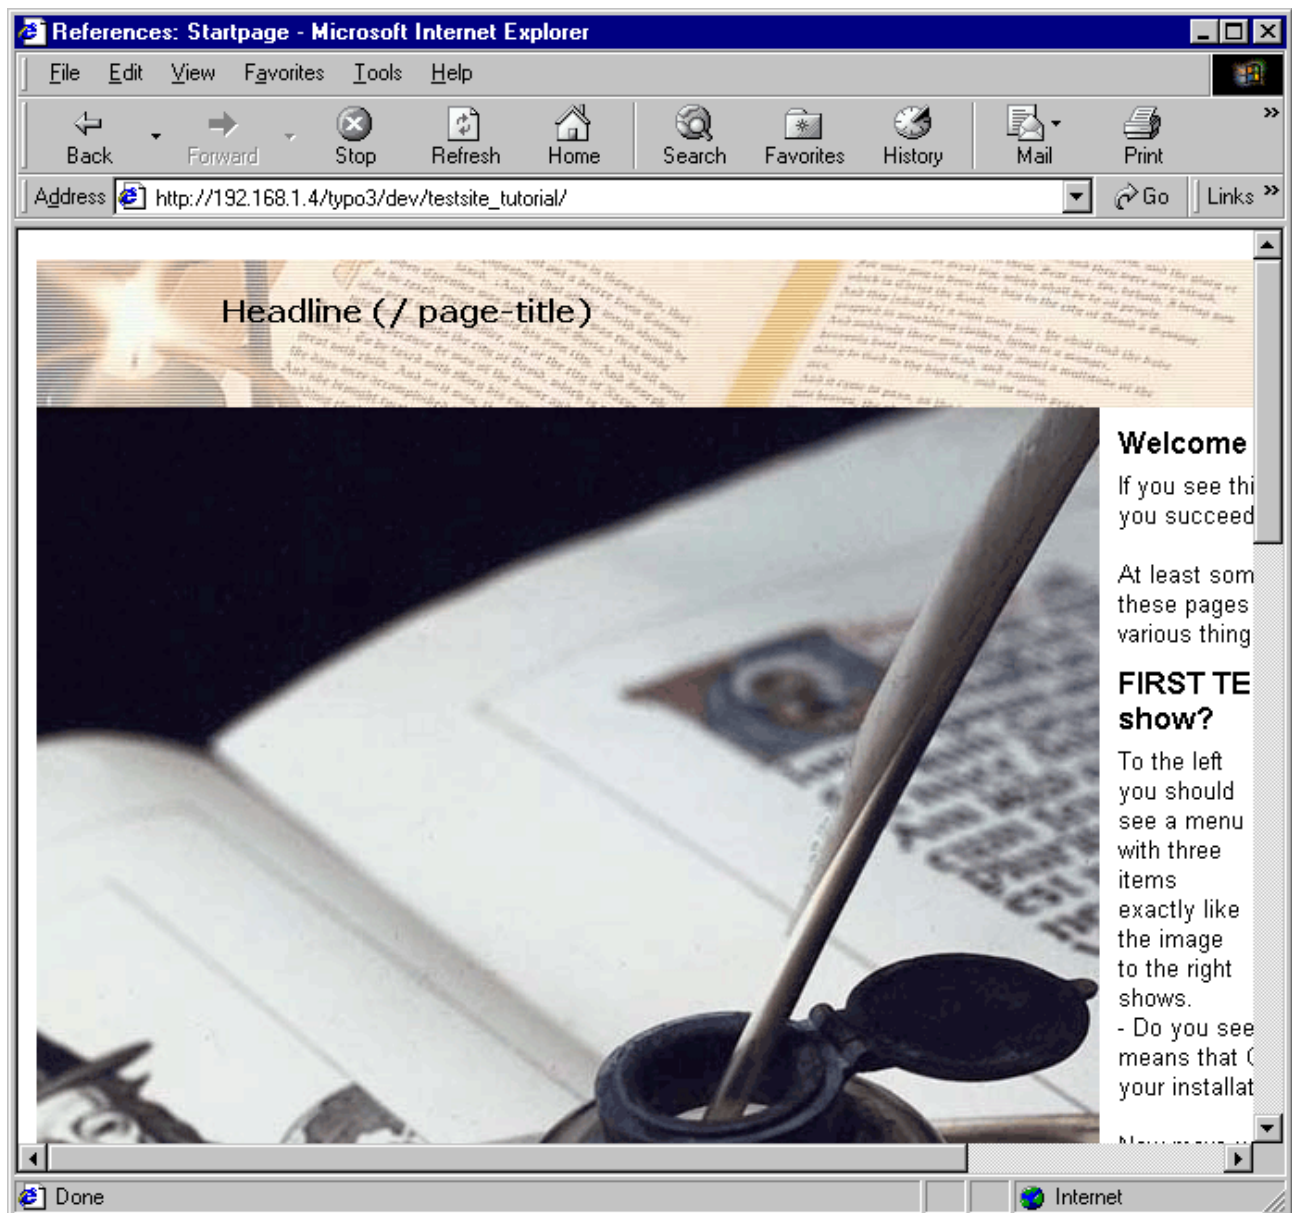 References: Startpage - Microsoft Internet Explorer
File Edit View Favorites Tools Help
Back Forward Stop Refresh Home Search Favorites History Mail Print »
Address http://192.168.1.4/typo3/dev/testsite_tutorial/ Go Links »
Headline (/ page-title)
Welcome
If you see thi
you succeed
At least som
these pages
various thing
FIRST TE
show?
To the left
you should
see a menu
with three
items
exactly like
the image
to the right
shows.
- Do you see
means that
your installat
Done Internet